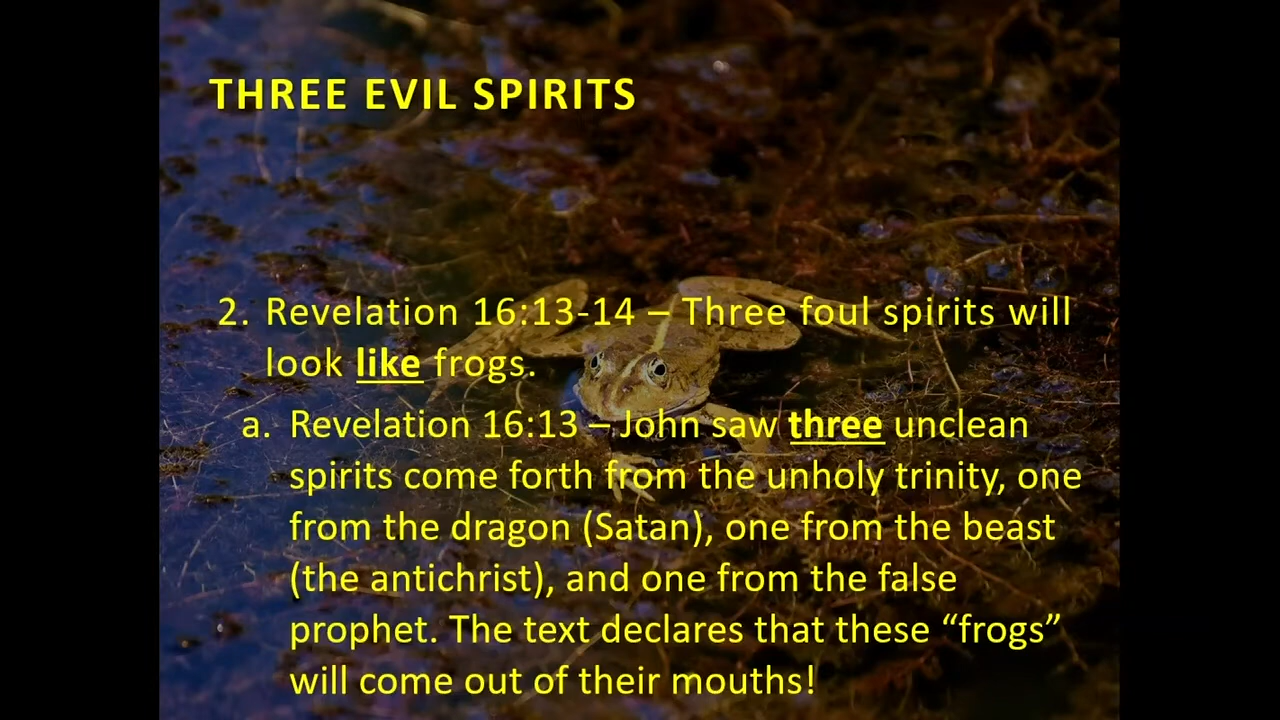 THREE EVIL SPIRITS
2. Revelation 16:13-14 – Three foul spirits will
look like frogs.
a. Revelation 16:13 – John saw three unclean
spirits come forth from the unholy trinity, one
from the dragon (Satan), one from the beast
(the antichrist), and one from the false
prophet. The text declares that these “frogs”
will come out of their mouths!